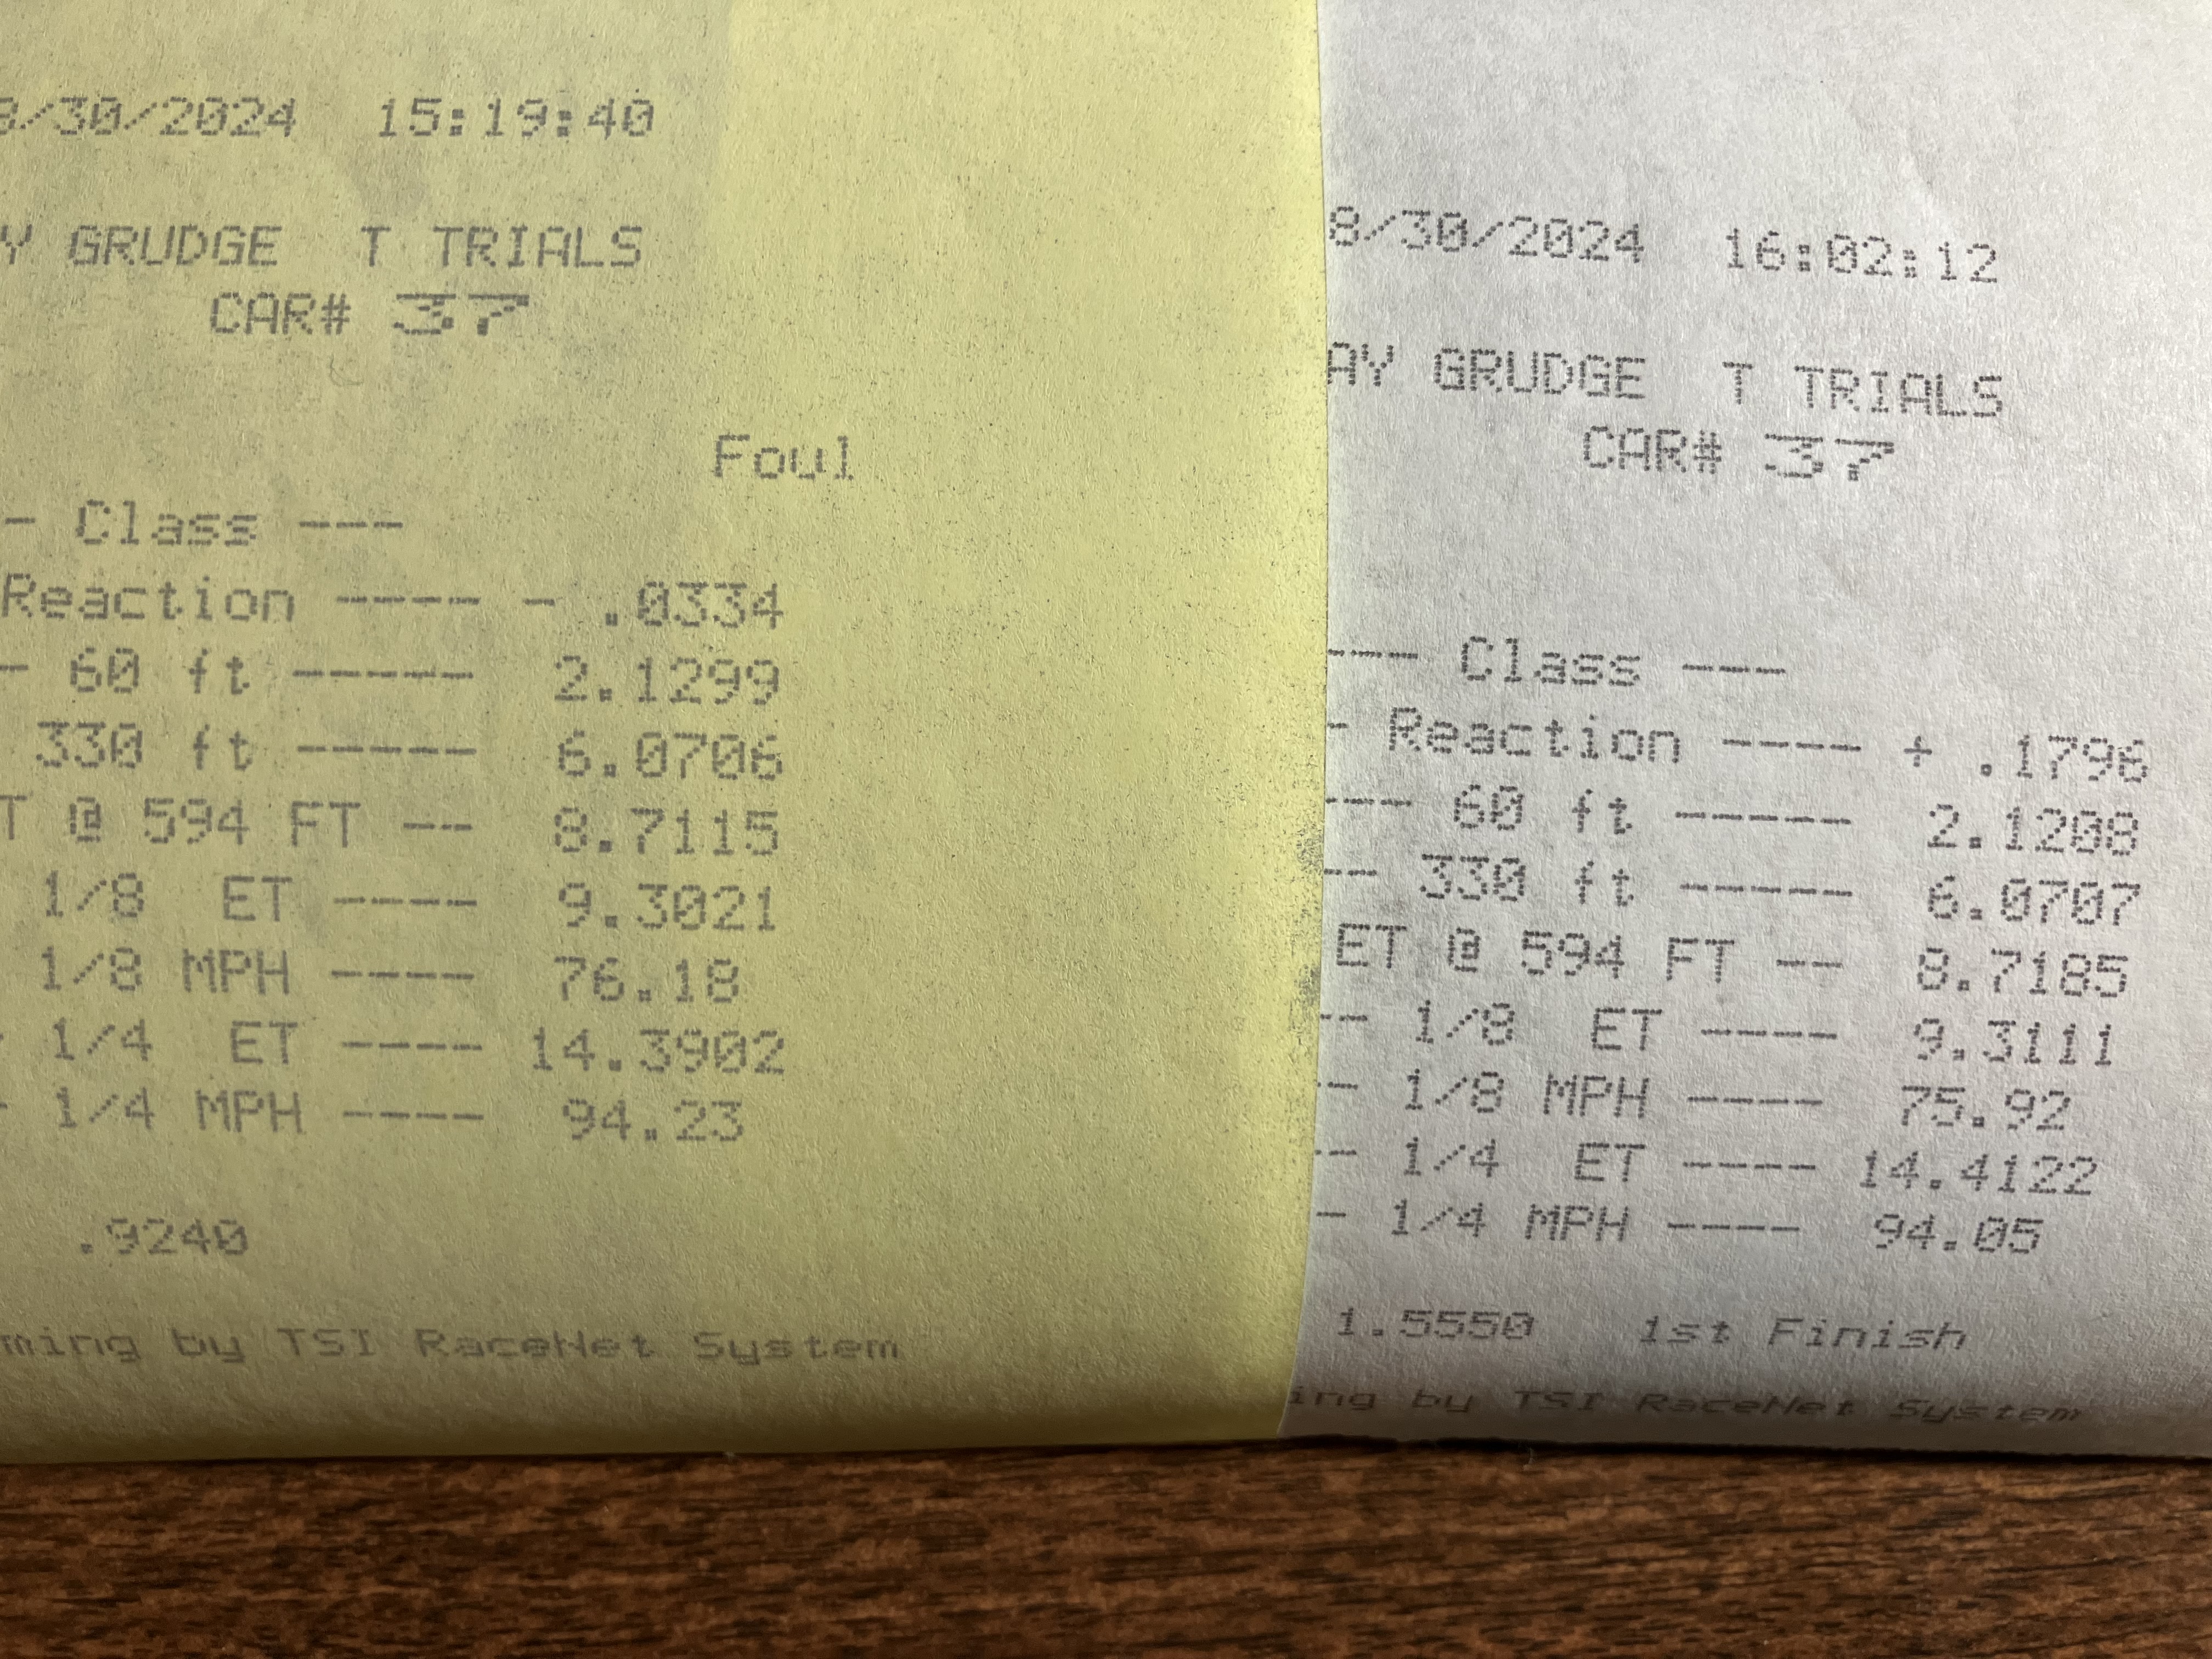 8/30/2024 15:19:40
Y GRUDGE T TRIALS
CAR# 37
Foul
- Class ---
Reaction ---- - .0334
- 60 ft ----- 2.1299
330 ft ----- 6.0706
T @ 594 FT -- 8.7115
1/8 ET ---- 9.3021
1/8 MPH ---- 76.18
- 1/4 ET ---- 14.3902
- 1/4 MPH ---- 94.23
.9240
ming by TSI RaceNet System
8/30/2024 16:02:12
AY GRUDGE T TRIALS
CAR# 37
--- Class ---
- Reaction ---- + .1796
--- 60 ft ----- 2.1208
-- 330 ft ----- 6.0707
ET @ 594 FT -- 8.7185
-- 1/8 ET ---- 9.3111
-- 1/8 MPH ---- 75.92
-- 1/4 ET ---- 14.4122
- 1/4 MPH ---- 94.05
1.5550 1st Finish
ing by TSI RaceNet System